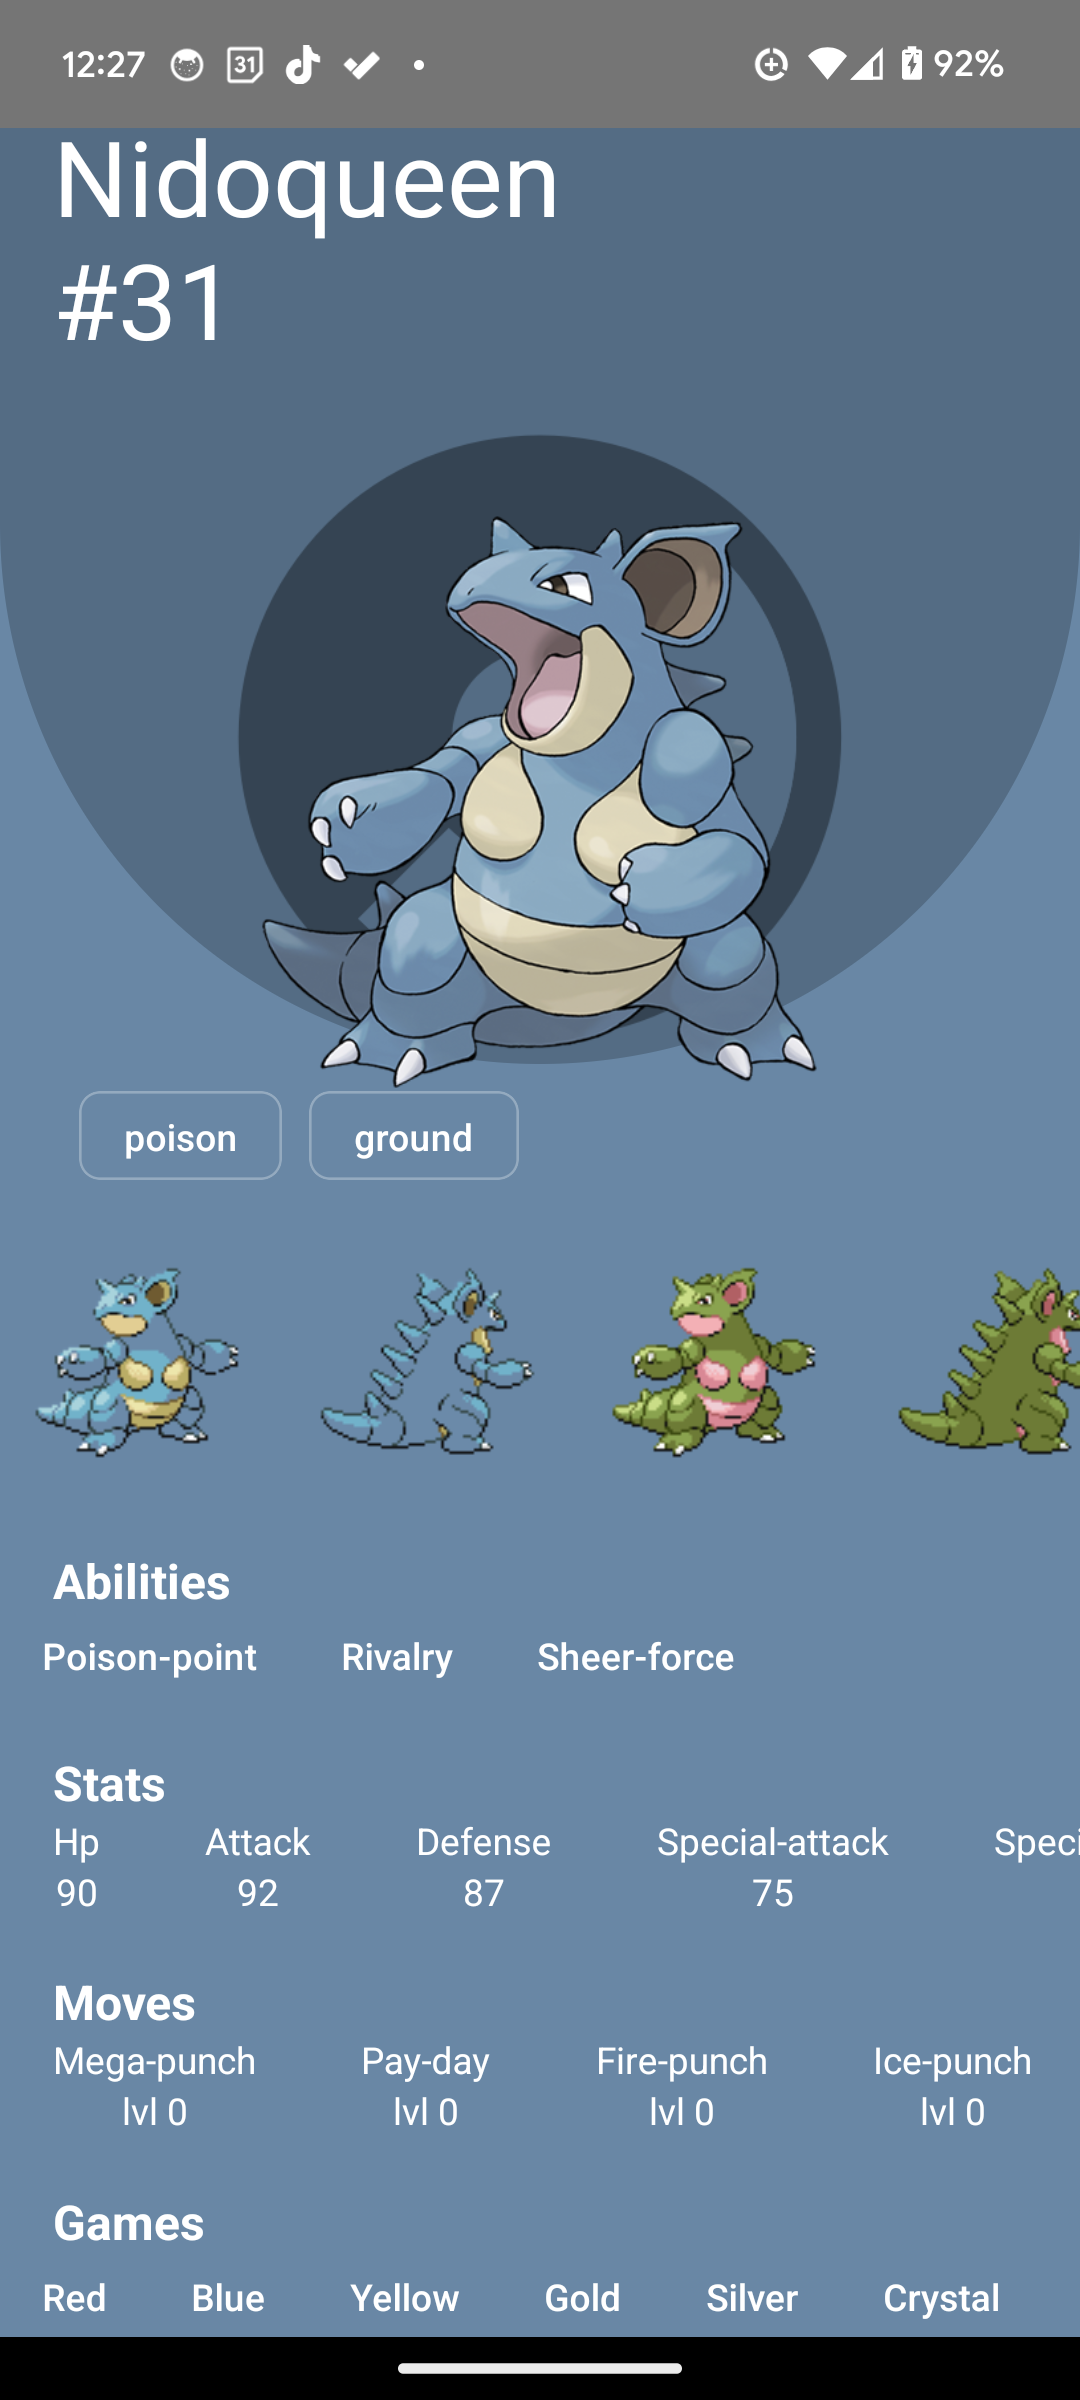 12:27 31 92%
Nidoqueen
#31
poison ground
Abilities
Poison-point Rivalry Sheer-force
Stats
Hp Attack Defense Special-attack Speci
90 92 87 75
Moves
Mega-punch Pay-day Fire-punch Ice-punch
lvl 0 lvl 0 lvl 0 lvl 0
Games
Red Blue Yellow Gold Silver Crystal